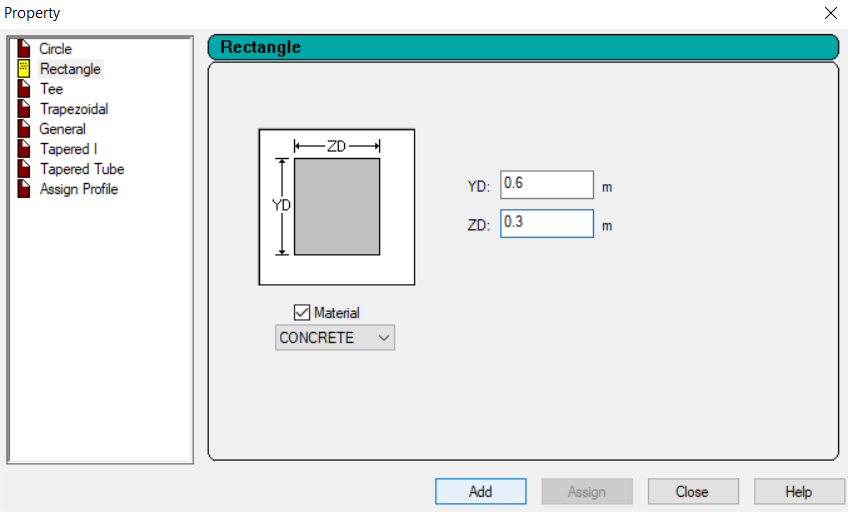 Property
Circle
Rectangle
Tee
Trapezoidal
General
Tapered I
Tapered Tube
Assign Profile
Rectangle
ZD
YD
YD: 0.6 m
ZD: 0.3 m
Material
CONCRETE
Add Assign Close Help